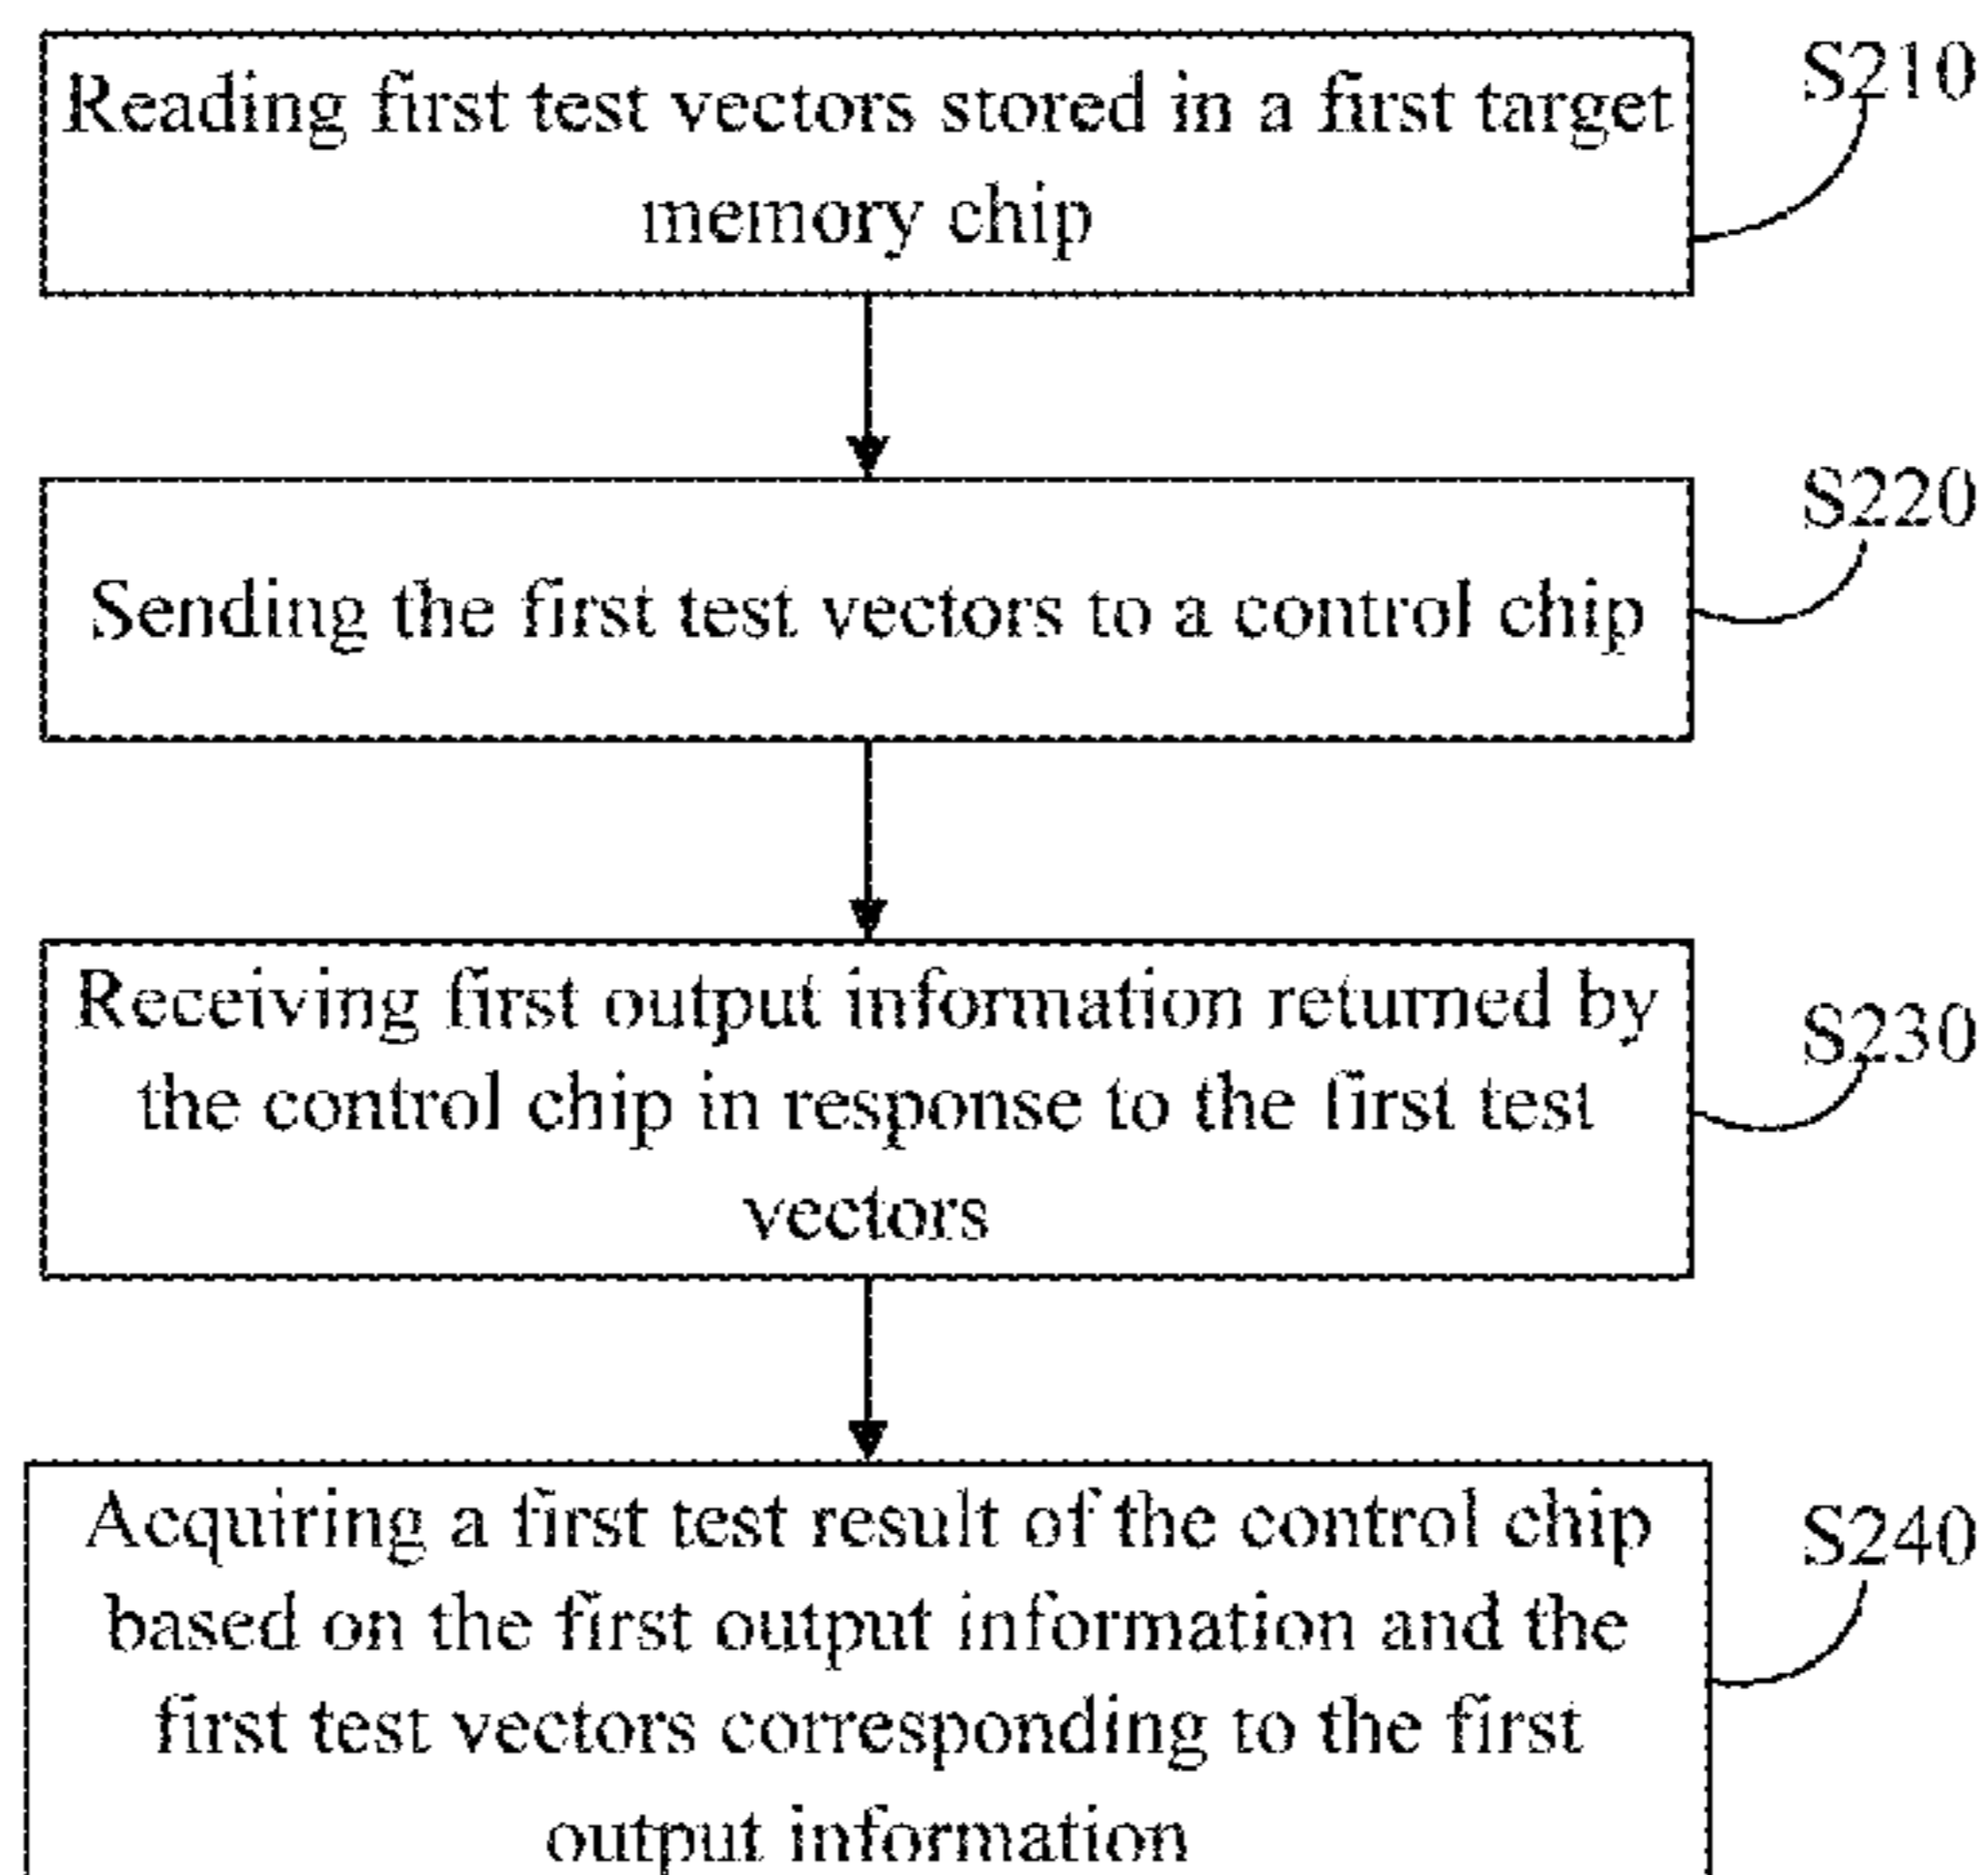 Reading first test vectors stored in a first target
memory chip
S210
Sending the first test vectors to a control chip
S220
Receiving first output information returned by
the control chip in response to the first test
vectors
S230
Acquiring a first test result of the control chip
based on the first output information and the
first test vectors corresponding to the first
output information
S240